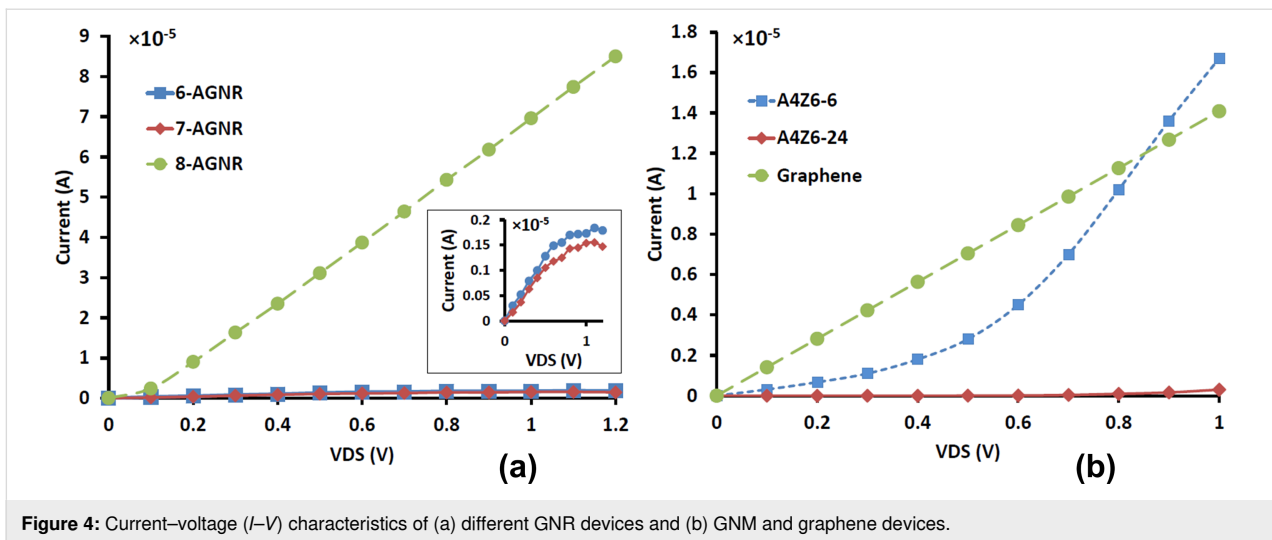 ×10-5
9
8
7
6
5
4
3
2
1
0
Current (A)
6-AGNR
7-AGNR
8-AGNR
0 0.2 0.4 0.6 0.8 1 1.2
VDS (V)
×10-5
0.2
0.15
0.1
0.05
0
Current (A)
0 1
VDS (V)
(a)
×10-5
1.8
1.6
1.4
1.2
1
0.8
0.6
0.4
0.2
0
Current (A)
A4Z6-6
A4Z6-24
Graphene
0 0.2 0.4 0.6 0.8 1
VDS (V)
(b)
Figure 4: Current–voltage (I–V) characteristics of (a) different GNR devices and (b) GNM and graphene devices.